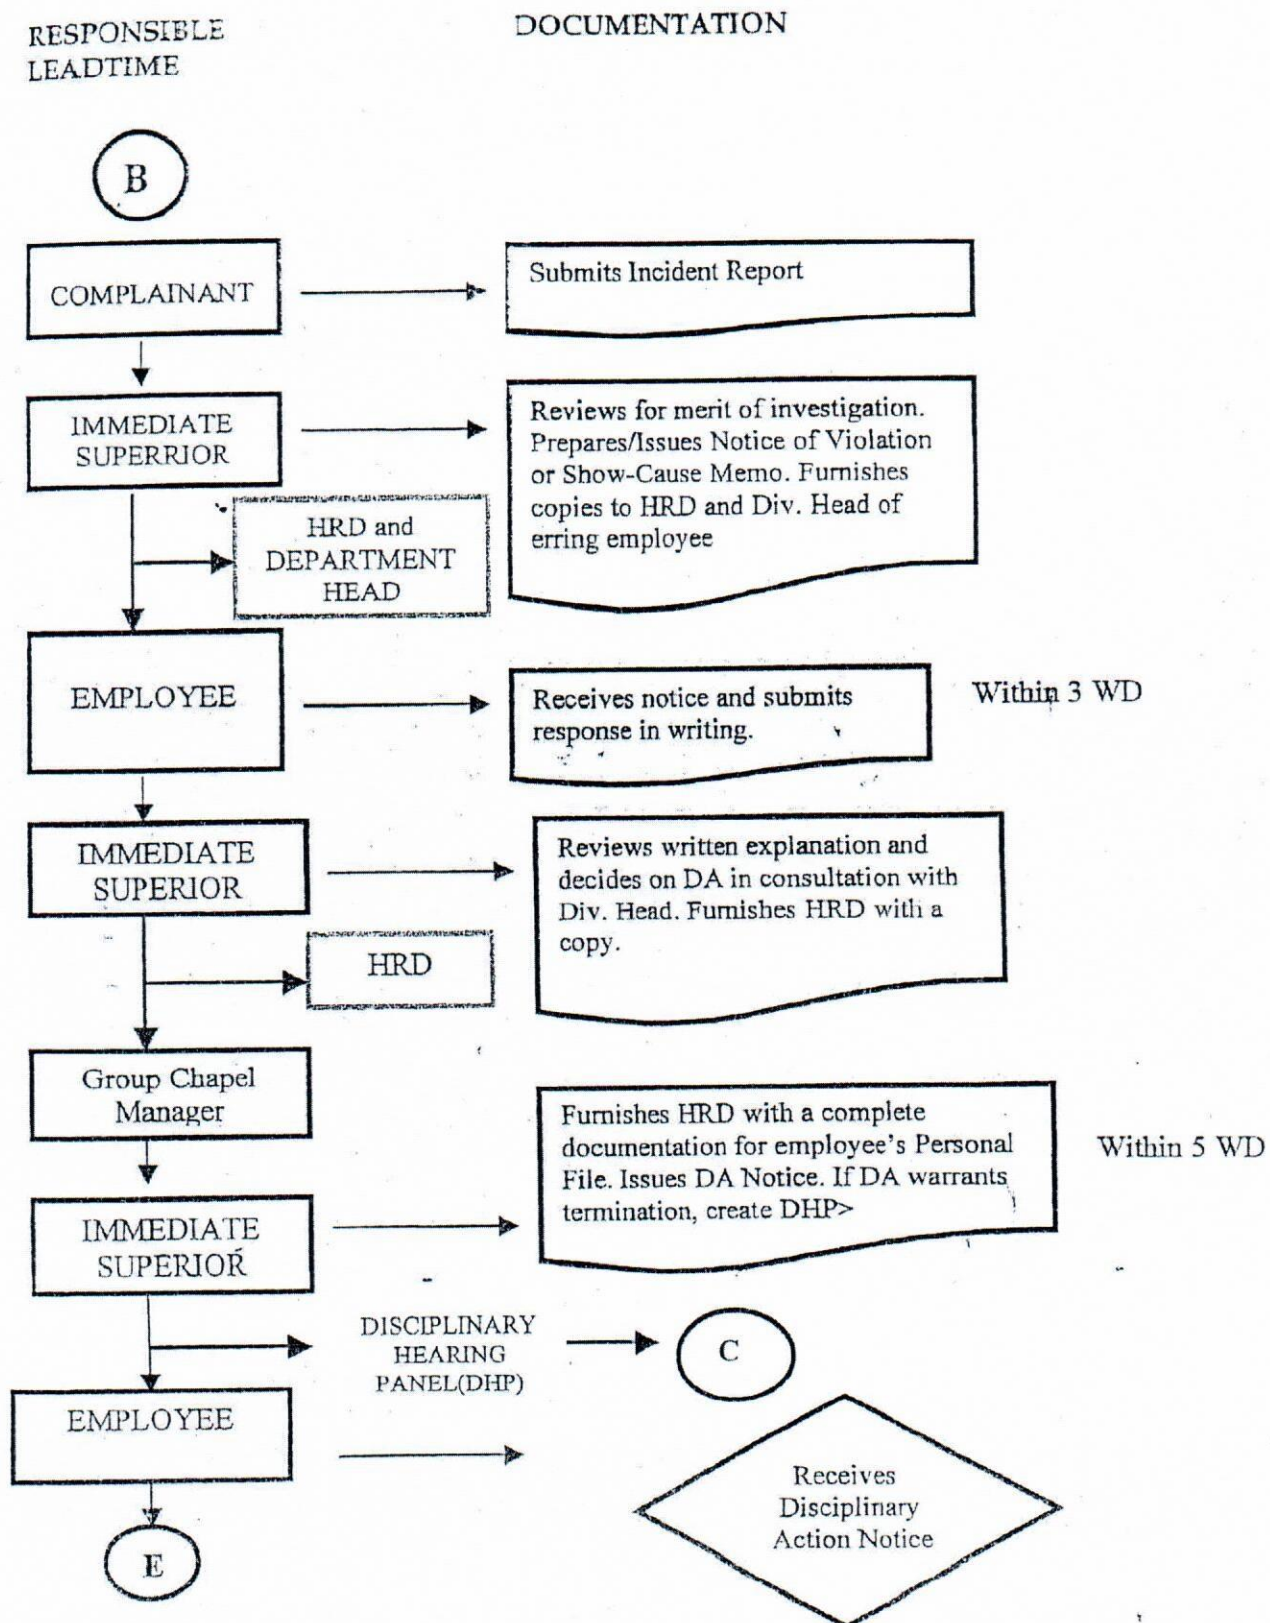 RESPONSIBLE
LEADTIME
DOCUMENTATION
B
COMPLAINANT
Submits Incident Report
IMMEDIATE
SUPERRIOR
Reviews for merit of investigation.
Prepares/Issues Notice of Violation
or Show-Cause Memo. Furnishes
copies to HRD and Div. Head of
erring employee
HRD and
DEPARTMENT
HEAD
EMPLOYEE
Receives notice and submits
response in writing.
Within 3 WD
IMMEDIATE
SUPERIOR
Reviews written explanation and
decides on DA in consultation with
Div. Head. Furnishes HRD with a
copy.
HRD
Group Chapel
Manager
Furnishes HRD with a complete
documentation for employee's Personal
File. Issues DA Notice. If DA warrants
termination, create DHP>
Within 5 WD
IMMEDIATE
SUPERIOR
DISCIPLINARY
HEARING
PANEL(DHP)
C
EMPLOYEE
Receives
Disciplinary
Action Notice
E